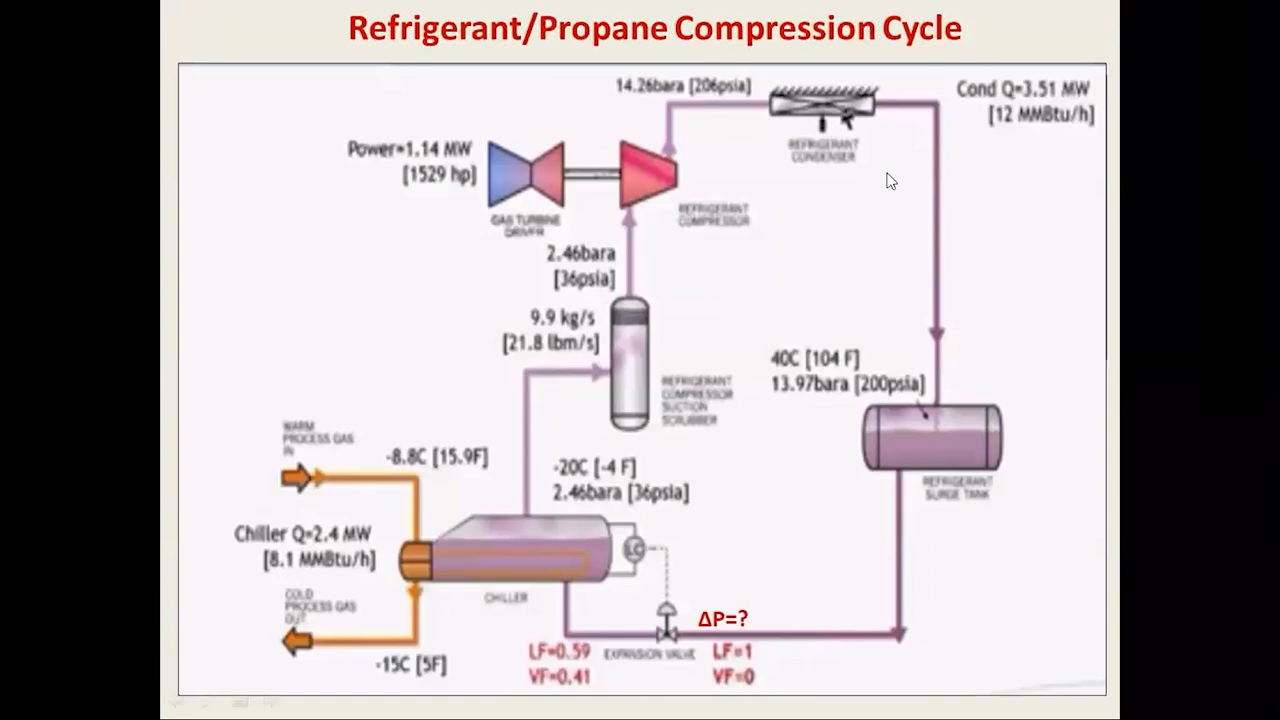 Refrigerant/Propane Compression Cycle
14.26bara [206psia]
Cond Q=3.51 MW
[12 MMBtu/h]
REFRIGERANT
CONDENSER
Power=1.14 MW
[1529 hp]
GAS TURBINE
DRIVER
REFRIGERANT
COMPRESSOR
2.46bara
[36psia]
9.9 kg/s
[21.8 lbm/s]
REFRIGERANT
COMPRESSOR
SUCTION
SCRUBBER
40C [104 F]
13.97bara [200psia]
REFRIGERANT
SURGE TANK
WARM
PROCESS GAS
IN
-8.8C [15.9F]
-20C [-4 F]
2.46bara [36psia]
Chiller Q=2.4 MW
[8.1 MMBtu/h]
LC
COLD
PROCESS GAS
OUT
CHILLER
ΔP=?
-15C [5F]
LF=0.59
VF=0.41
EXPANSION VALVE
LF=1
VF=0